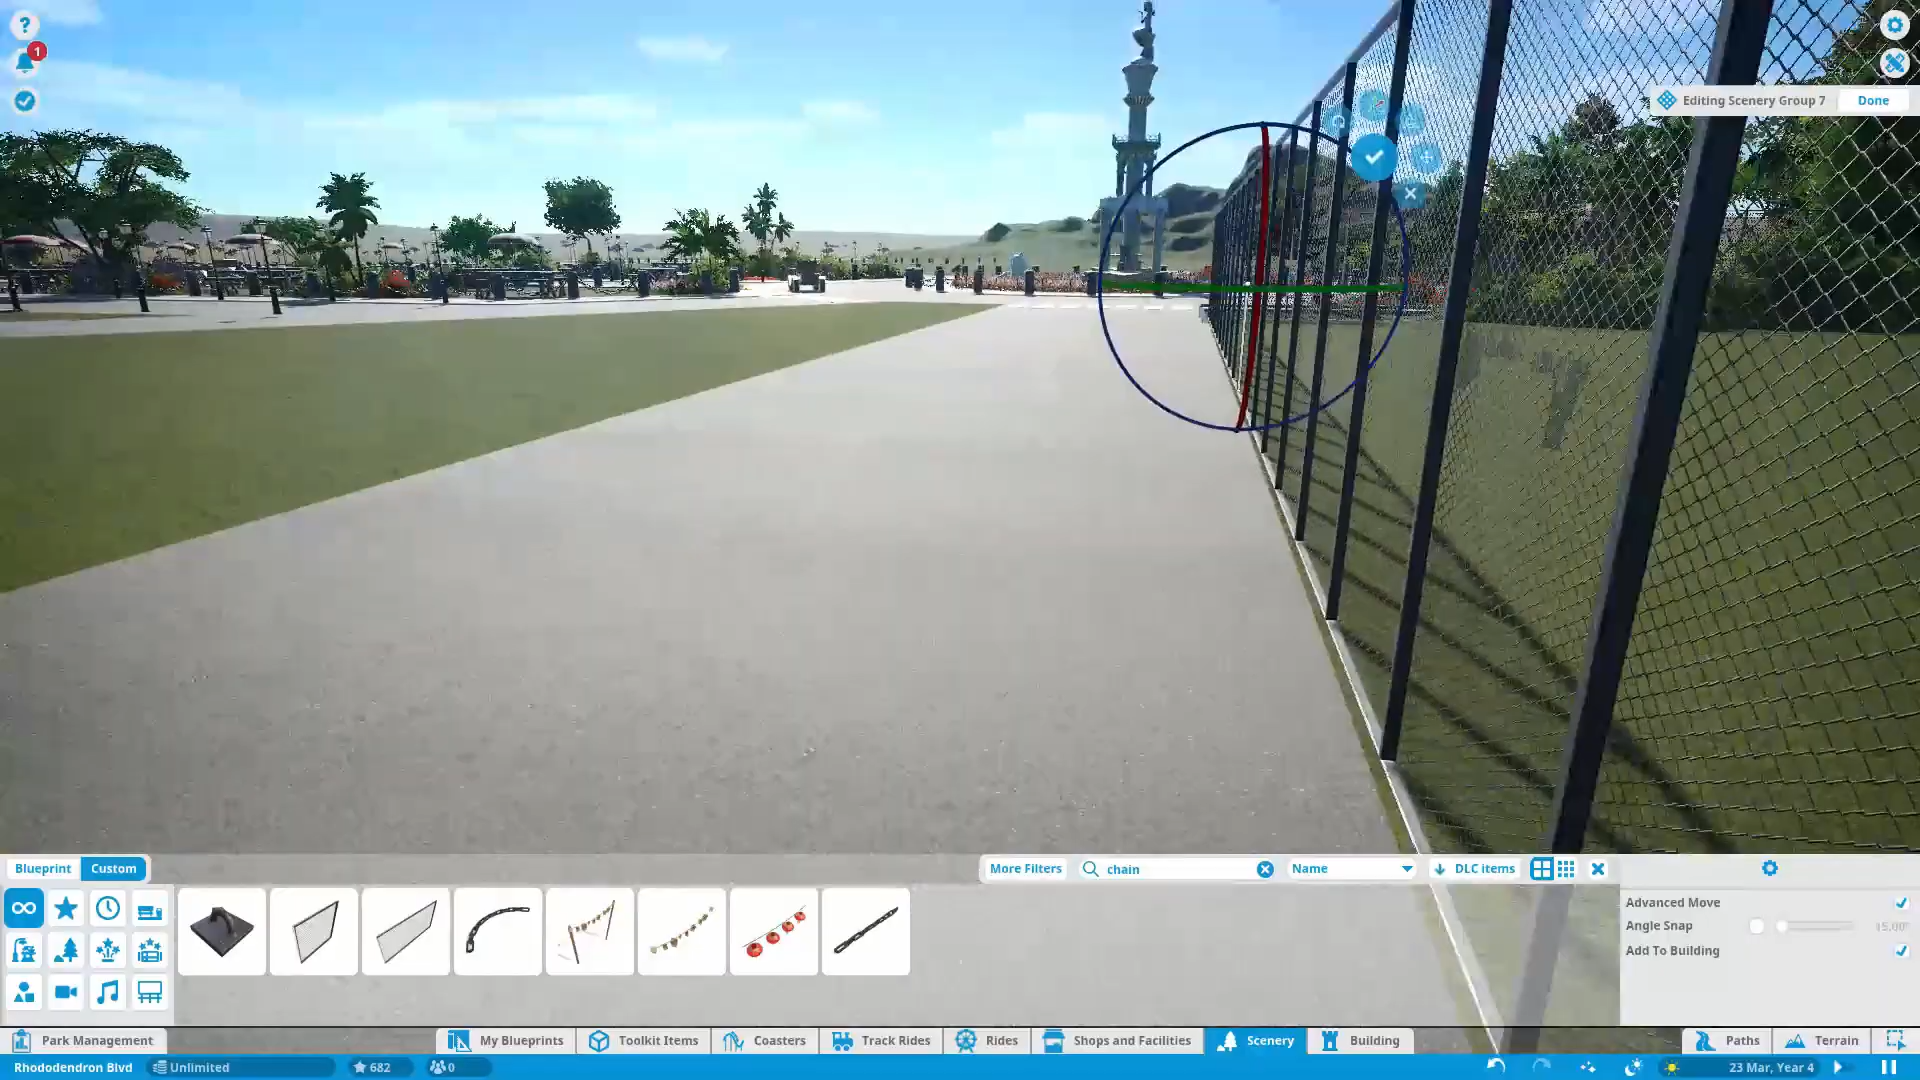 ?
1
Editing Scenery Group 7
Done
Blueprint
Custom
More Filters
chain
Name
DLC items
Advanced Move
Angle Snap
15.00°
Add To Building
Park Management
My Blueprints
Toolkit Items
Coasters
Track Rides
Rides
Shops and Facilities
Scenery
Building
Paths
Terrain
Rhododendron Blvd
Unlimited
682
0
23 Mar, Year 4